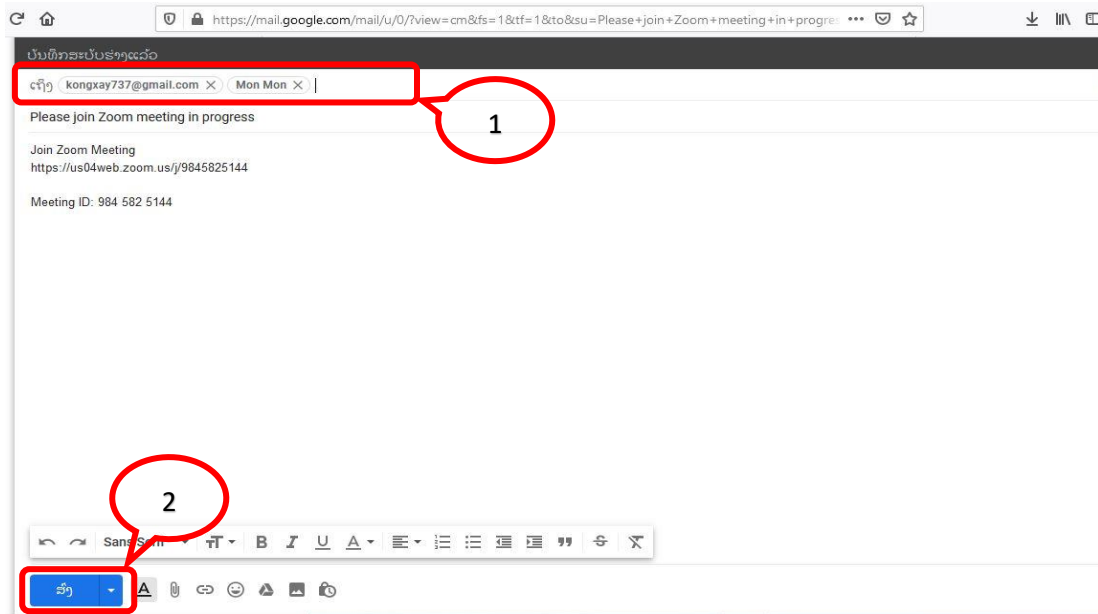 https://mail.google.com/mail/u/0/?view=cm&fs=1&tf=1&to&su=Please+join+Zoom+meeting+in+progre
ບັນທຶກສະບັບຮ່າງແລ້ວ
ເຖິງ kongxay737@gmail.com Mon Mon
1
Please join Zoom meeting in progress
Join Zoom Meeting
https://us04web.zoom.us/j/9845825144
Meeting ID: 984 582 5144
2
Sans Serif
ສົ່ງ